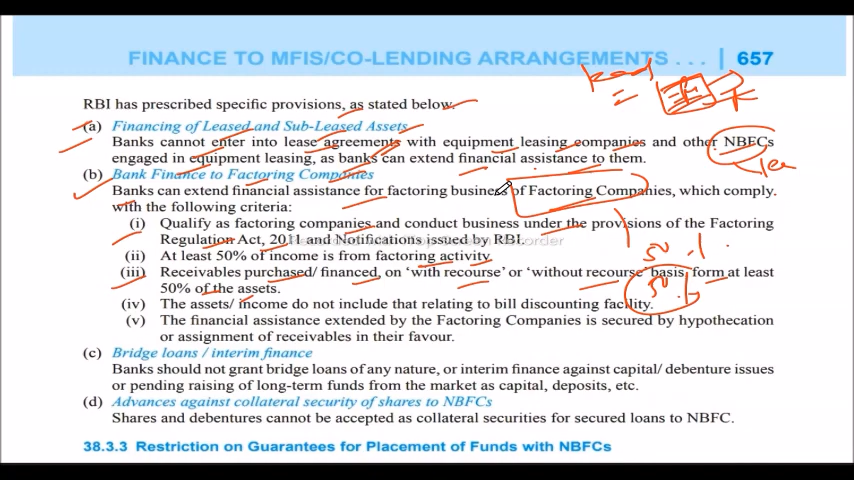 FINANCE TO MFIS/CO-LENDING ARRANGEMENTS . . . | 657
RBI has prescribed specific provisions, as stated below.
(a) Financing of Leased and Sub-Leased Assets
Banks cannot enter into lease agreements with equipment leasing companies and other NBFCs
engaged in equipment leasing, as banks can extend financial assistance to them.
(b) Bank Finance to Factoring Companies
Banks can extend financial assistance for factoring business of Factoring Companies, which comply
with the following criteria:
(i) Qualify as factoring companies and conduct business under the provisions of the Factoring
Regulation Act, 2011 and Notifications issued by RBI.
(ii) At least 50% of income is from factoring activity.
50 %
(iii) Receivables purchased/ financed, on 'with recourse' or 'without recourse' basis, form at least
50% of the assets.
50 %
(iv) The assets/ income do not include that relating to bill discounting facility.
(v) The financial assistance extended by the Factoring Companies is secured by hypothecation
or assignment of receivables in their favour.
(c) Bridge loans / interim finance
Banks should not grant bridge loans of any nature, or interim finance against capital/ debenture issues
or pending raising of long-term funds from the market as capital, deposits, etc.
(d) Advances against collateral security of shares to NBFCs
Shares and debentures cannot be accepted as collateral securities for secured loans to NBFC.
38.3.3 Restriction on Guarantees for Placement of Funds with NBFCs